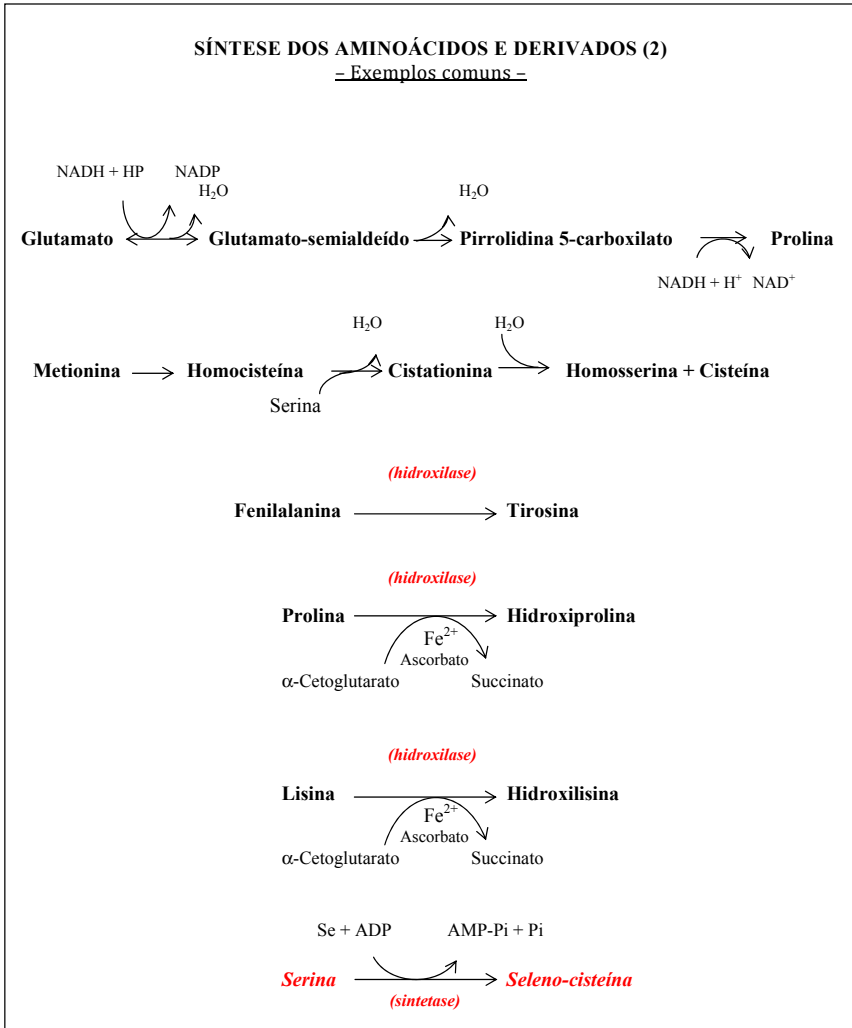 SÍNTESE DOS AMINOÁCIDOS E DERIVADOS (2)
– Exemplos comuns –
NADH + HP NADP
H₂O H₂O
Glutamato Glutamato-semialdeído Pirrolidina 5-carboxilato Prolina
NADH + H⁺ NAD⁺
H₂O H₂O
Metionina Homocisteína Cistationina Homosserina + Cisteína
Serina
(hidroxilase)
Fenilalanina Tirosina
(hidroxilase)
Prolina Hidroxiprolina
Fe²⁺
Ascorbato
α-Cetoglutarato Succinato
(hidroxilase)
Lisina Hidroxilisina
Fe²⁺
Ascorbato
α-Cetoglutarato Succinato
Se + ADP AMP-Pi + Pi
Serina Seleno-cisteína
(sintetase)